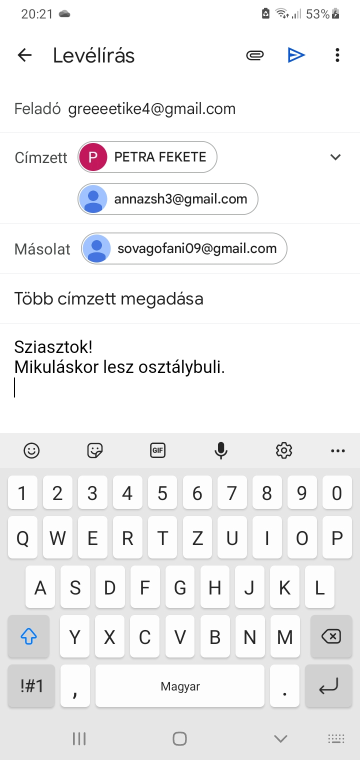 20:21 53%
Levélírás
Feladó greeeetike4@gmail.com
Címzett P PETRA FEKETE
annazsh3@gmail.com
Másolat sovagofani09@gmail.com
Több címzett megadása
Sziasztok!
Mikuláskor lesz osztálybuli.
GIF
1 2 3 4 5 6 7 8 9 0
Q W E R T Z U I O P
A S D F G H J K L
Y X C V B N M
!#1 , Magyar .